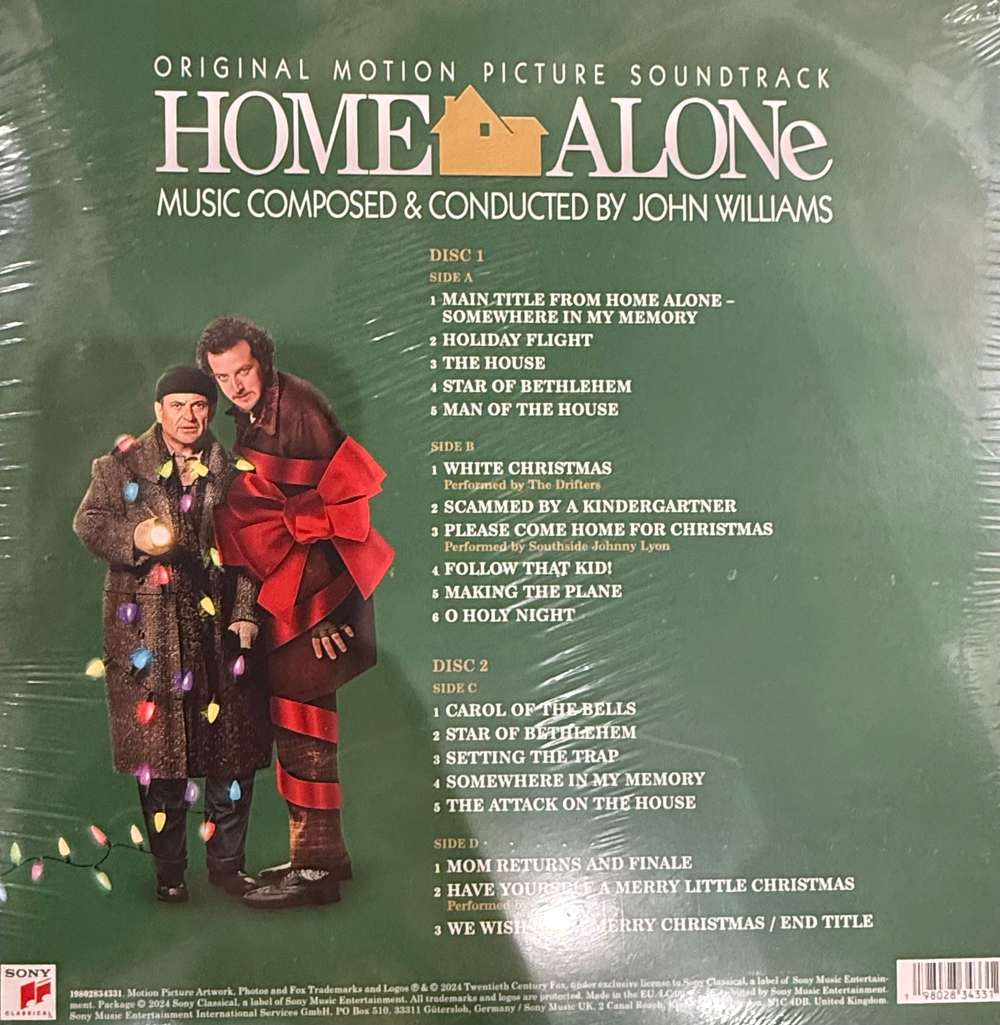 ORIGINAL MOTION PICTURE SOUNDTRACK
HOME ALONe
MUSIC COMPOSED & CONDUCTED BY JOHN WILLIAMS
DISC 1
SIDE A
1 MAIN TITLE FROM HOME ALONE –
SOMEWHERE IN MY MEMORY
2 HOLIDAY FLIGHT
3 THE HOUSE
4 STAR OF BETHLEHEM
5 MAN OF THE HOUSE
SIDE B
1 WHITE CHRISTMAS
Performed by The Drifters
2 SCAMMED BY A KINDERGARTNER
3 PLEASE COME HOME FOR CHRISTMAS
Performed by Southside Johnny Lyon
4 FOLLOW THAT KID!
5 MAKING THE PLANE
6 O HOLY NIGHT
DISC 2
SIDE C
1 CAROL OF THE BELLS
2 STAR OF BETHLEHEM
3 SETTING THE TRAP
4 SOMEWHERE IN MY MEMORY
5 THE ATTACK ON THE HOUSE
SIDE D
1 MOM RETURNS AND FINALE
2 HAVE YOURSELF A MERRY LITTLE CHRISTMAS
Performed by
3 WE WISH MERRY CHRISTMAS / END TITLE
SONY
CLASSICAL
19802834331. Motion Picture Artwork, Photos and Fox Trademarks and Logos ® & © 2024 Twentieth Century Fox, under exclusive license to Sony Classical, a label of Sony Music Entertain-
ment. Package © 2024 Sony Classical, a label of Sony Music Entertainment. All trademarks and logos are protected. Made in the EU. by Sony Music Entertainment.
Sony Music Entertainment International Services GmbH, PO Box 510, 33311 Gütersloh, Germany / Sony Music UK, 2 Canal Reach, N1C 4DB, United Kingdom.
1 98028 34331